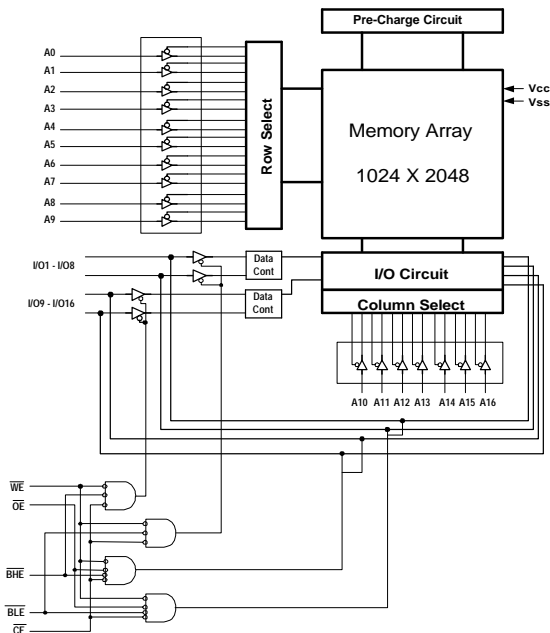 Pre-Charge Circuit
A0
A1
A2
A3
A4
A5
A6
A7
A8
A9
Row Select
Memory Array
1024 X 2048
Vcc
Vss
I/O1 - I/O8
I/O9 - I/O16
Data
Cont
Data
Cont
I/O Circuit
Column Select
A10 A11 A12 A13 A14 A15 A16
WE
OE
BHE
BLE
CE